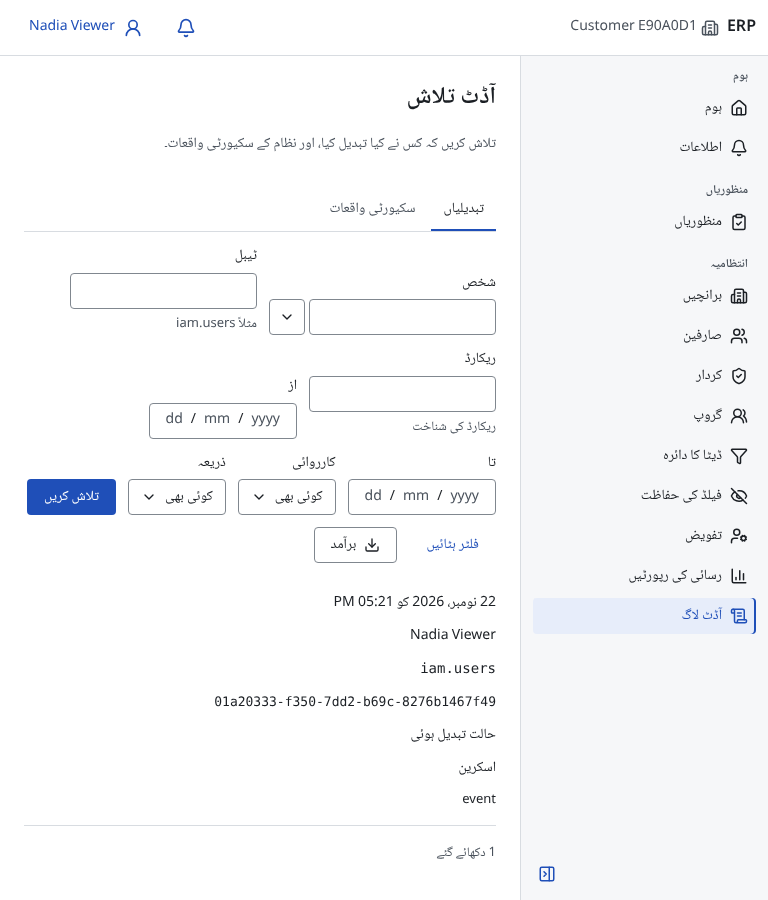 ERP
Customer E90A0D1
Nadia Viewer
ہوم
ہوم
اطلاعات
منظوریاں
منظوریاں
انتظامیہ
برانچیں
صارفین
کردار
گروپ
ڈیٹا کا دائرہ
فیلڈ کی حفاظت
تفویض
رسائی کی رپورٹیں
آڈٹ لاگ
آڈٹ تلاش
تلاش کریں کہ کس نے کیا تبدیل کیا، اور نظام کے سکیورٹی واقعات۔
تبدیلیاں سکیورٹی واقعات
شخص
ٹیبل
مثلاً iam.users
ریکارڈ
ریکارڈ کی شناخت
از
dd / mm / yyyy
تا
dd / mm / yyyy
کارروائی
کوئی بھی
ذریعہ
کوئی بھی
تلاش کریں
فلٹر ہٹائیں
برآمد
22 نومبر، 2026 کو 05:21 PM
Nadia Viewer
iam.users
01a20333-f350-7dd2-b69c-8276b1467f49
حالت تبدیل ہوئی
اسکرین
event
1 دکھائے گئے